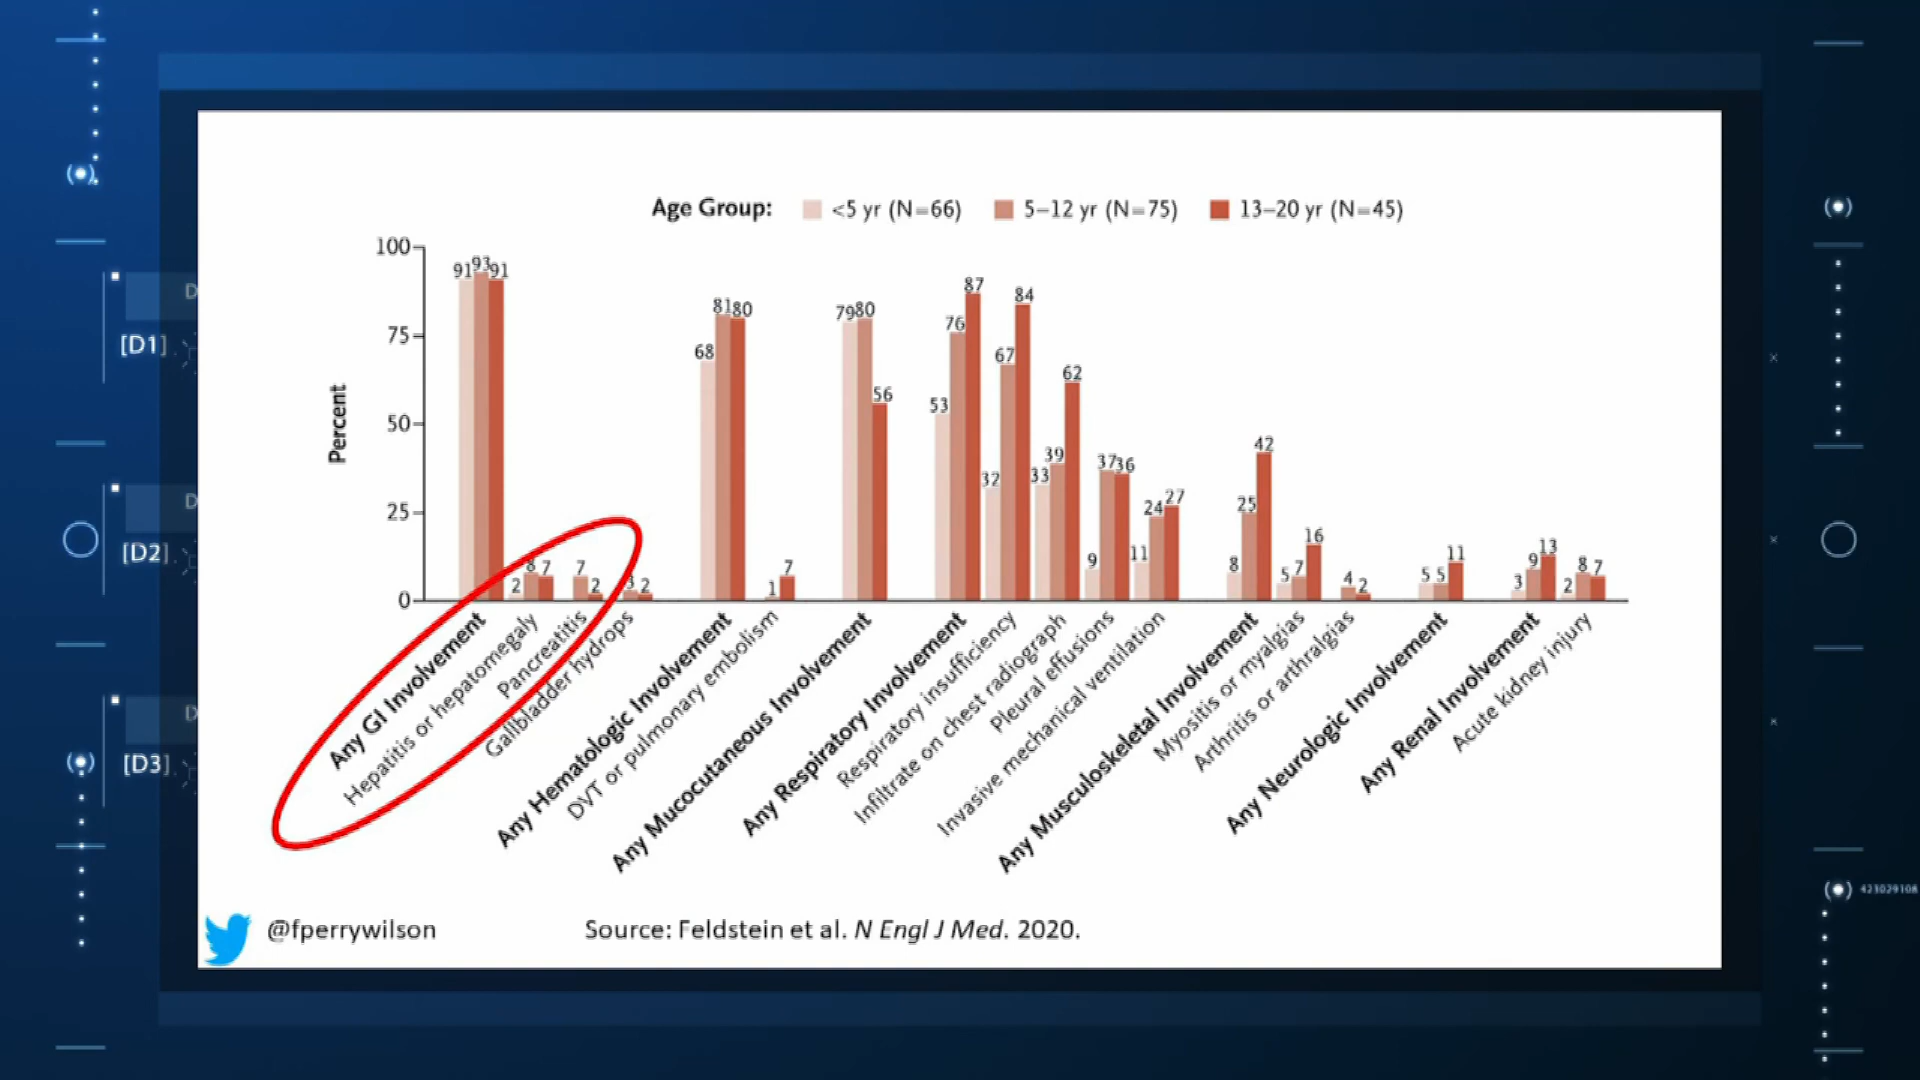 Age Group: <5 yr (N=66) 5–12 yr (N=75) 13–20 yr (N=45)
Percent
100
75
50
25
0
91 93 91
2 8 7
7 2
3 2
68 81 80
1 7
79 80 56
53 76 87
32 67 84
33 39 62
9 37 36
11 24 27
8 25 42
5 7 16
4 2
5 5 11
3 9 13
2 8 7
Any GI Involvement
Hepatitis or hepatomegaly
Pancreatitis
Gallbladder hydrops
Any Hematologic Involvement
DVT or pulmonary embolism
Any Mucocutaneous Involvement
Any Respiratory Involvement
Respiratory insufficiency
Infiltrate on chest radiograph
Pleural effusions
Invasive mechanical ventilation
Any Musculoskeletal Involvement
Myositis or myalgias
Arthritis or arthralgias
Any Neurologic Involvement
Any Renal Involvement
Acute kidney injury
@fperrywilson
Source: Feldstein et al. N Engl J Med. 2020.
D
[D1]
D
[D2]
D
[D3]